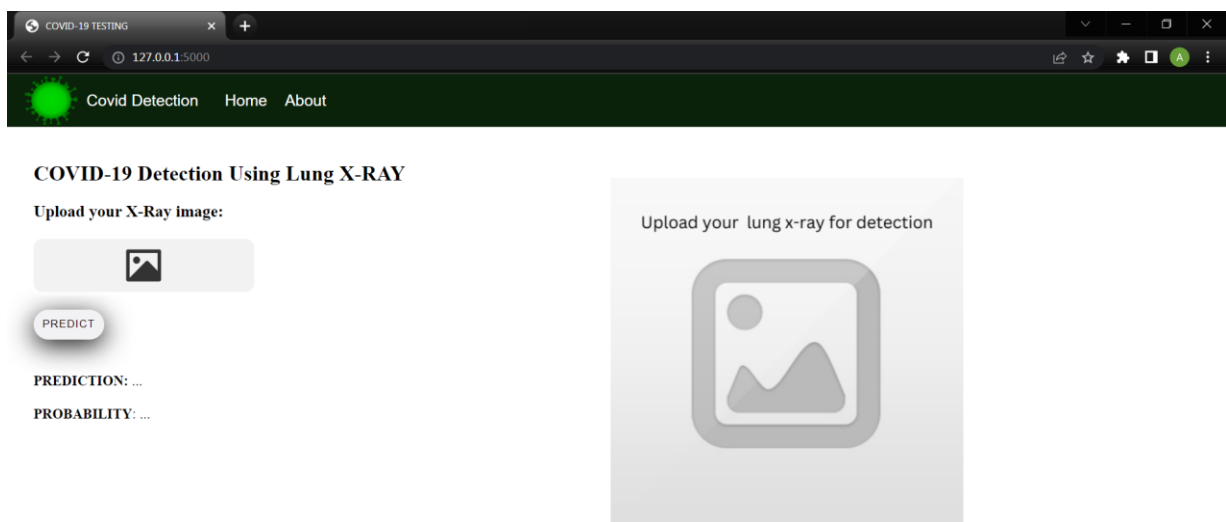 COVID-19 TESTING
127.0.0.1:5000
A
Covid Detection Home About
COVID-19 Detection Using Lung X-RAY
Upload your X-Ray image:
PREDICT
PREDICTION: ...
PROBABILITY: ...
Upload your lung x-ray for detection